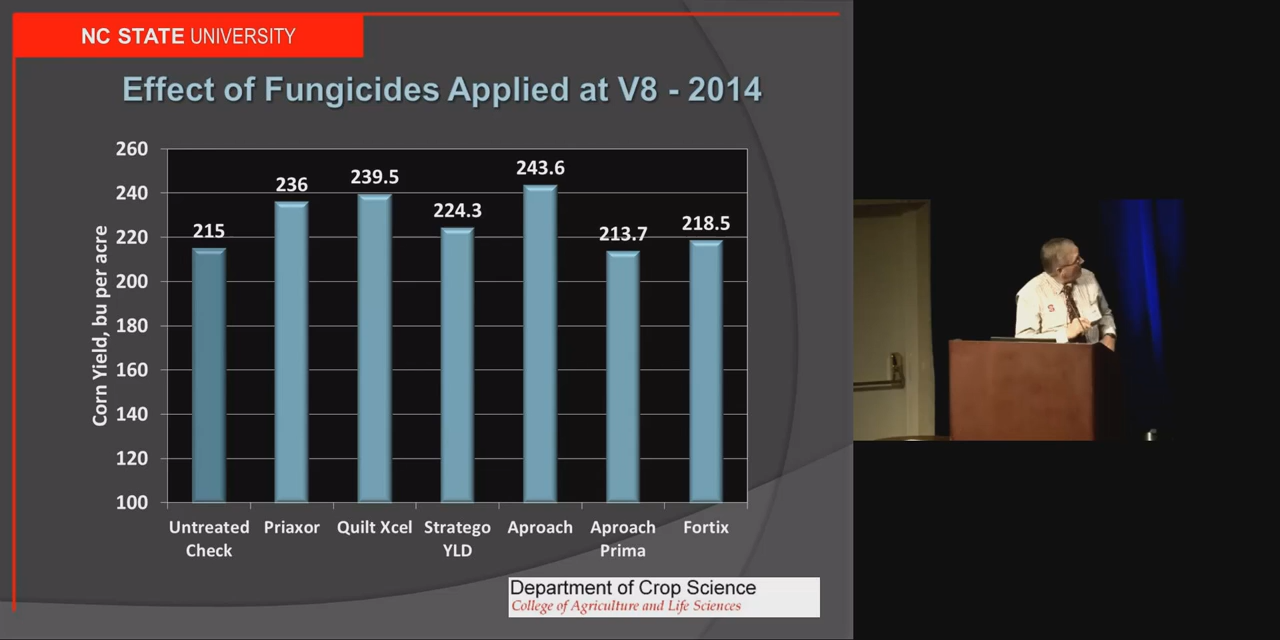 NC STATE UNIVERSITY
Effect of Fungicides Applied at V8 - 2014
Corn Yield, bu per acre
260
240
220
200
180
160
140
120
100
215
236
239.5
224.3
243.6
213.7
218.5
Untreated Check
Priaxor
Quilt Xcel
Stratego YLD
Aproach
Aproach Prima
Fortix
Department of Crop Science
College of Agriculture and Life Sciences